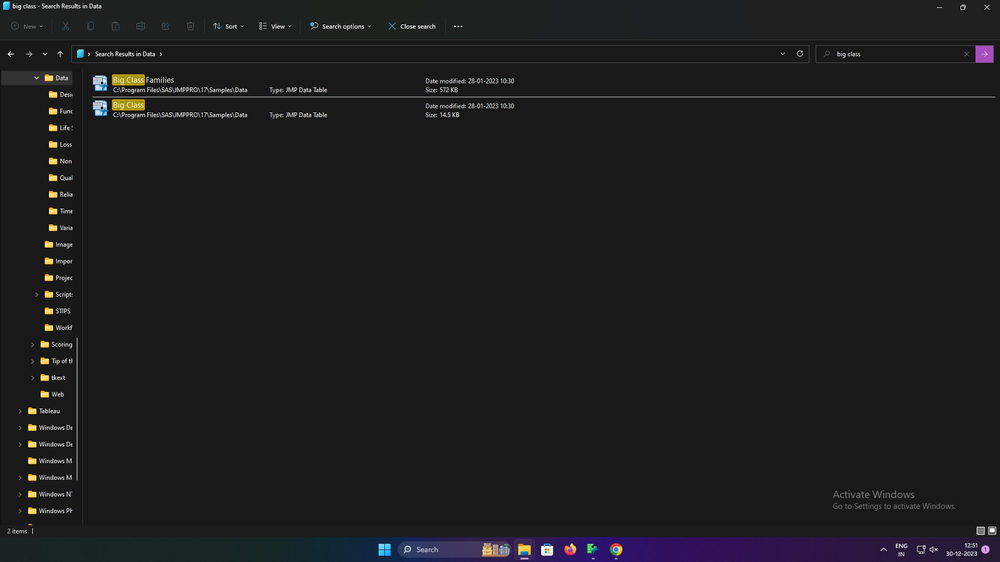 big class - Search Results in Data
New
Sort
View
Search options
Close search
Search Results in Data
big class
Data
Desi
Func
Life
Loss
Non
Qual
Relia
Time
Varia
Image
Impor
Projec
Script
STIPS
Workf
Scoring
Tip of th
tkext
Web
Tableau
Windows De
Windows De
Windows M
Windows M
Windows NT
Windows Ph
Big Class Families
C:\Program Files\SAS\JMPPRO\17\Samples\Data Type: JMP Data Table
Date modified: 28-01-2023 10:30
Size: 572 KB
Big Class
C:\Program Files\SAS\JMPPRO\17\Samples\Data Type: JMP Data Table
Date modified: 28-01-2023 10:30
Size: 14.5 KB
Activate Windows
Go to Settings to activate Windows.
2 items
Search
ENG
IN
12:51
30-12-2023
1